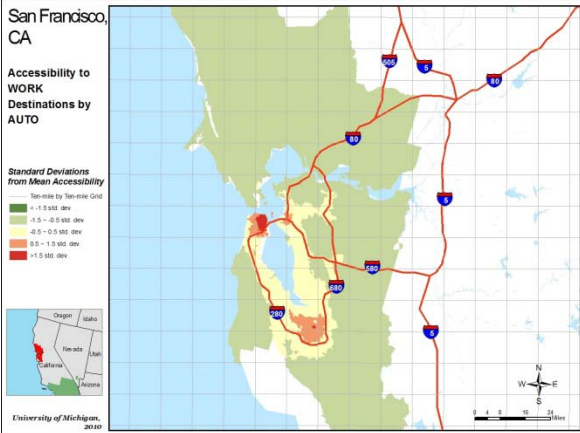 San Francisco,
CA
Accessibility to
WORK
Destinations by
AUTO
Standard Deviations
from Mean Accessibility
Ten-mile by Ten-mile Grid
< -1.5 std. dev.
-1.5 - -0.5 std. dev.
-0.5 - 0.5 std. dev.
0.5 - 1.5 std. dev.
>1.5 std. dev.
Oregon
Idaho
Nevada
Utah
California
Arizona
University of Michigan,
2010
505
5
80
80
5
580
680
280
5
N
W
E
S
0 4 8 16 24
Miles